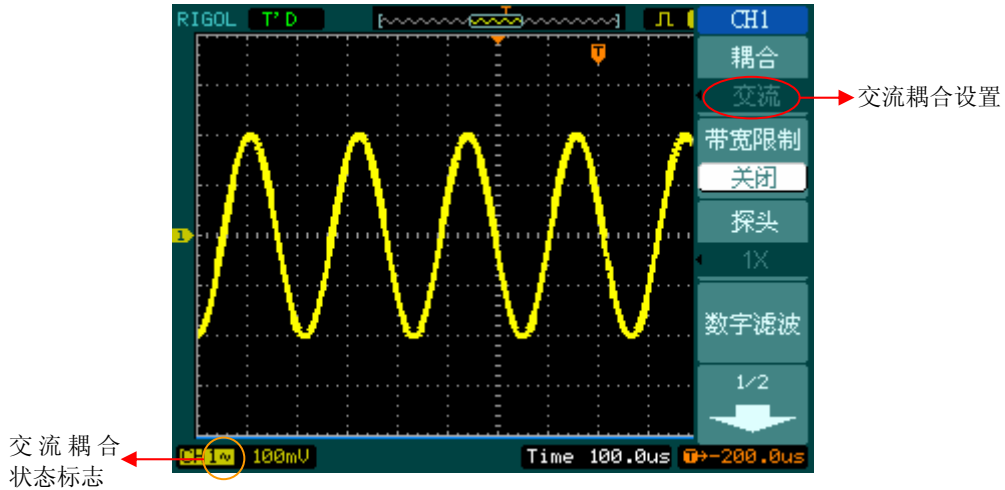 RIGOL T'D T CH1
耦合
交流
交流耦合设置
带宽限制
关闭
探头
1X
数字滤波
1/2
T
1
交流耦合
状态标志
CH1~ 100mV Time 100.0us T→-200.0us